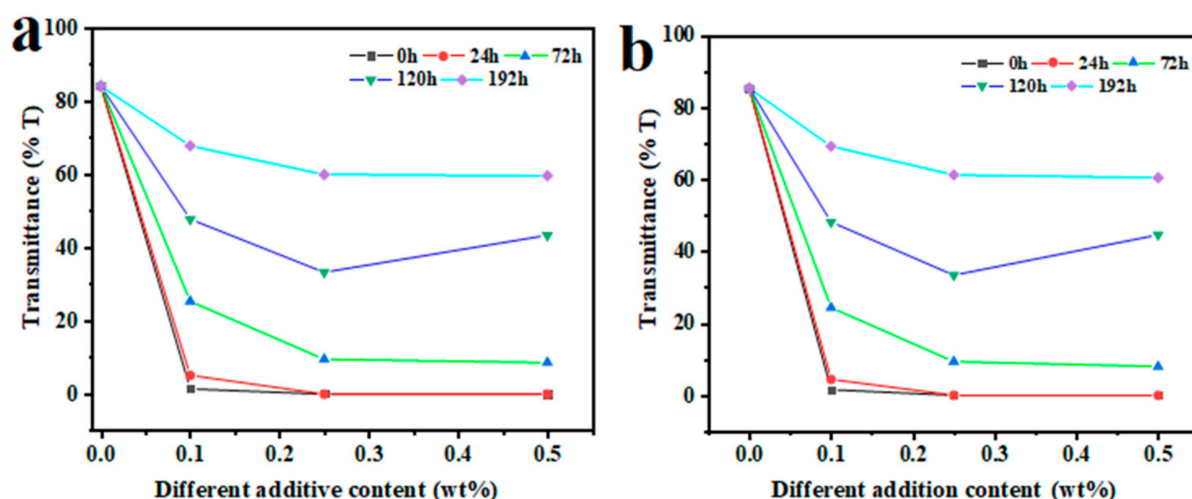 a
100
80
60
40
20
0
Transmittance (% T)
0h 24h 72h
120h 192h
0.0 0.1 0.2 0.3 0.4 0.5
Different additive content (wt%)
b
100
80
60
40
20
0
Transmittance (% T)
0h 24h 72h
120h 192h
0.0 0.1 0.2 0.3 0.4 0.5
Different addition content (wt%)